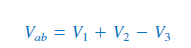 V_ab = V_1 + V_2 − V_3